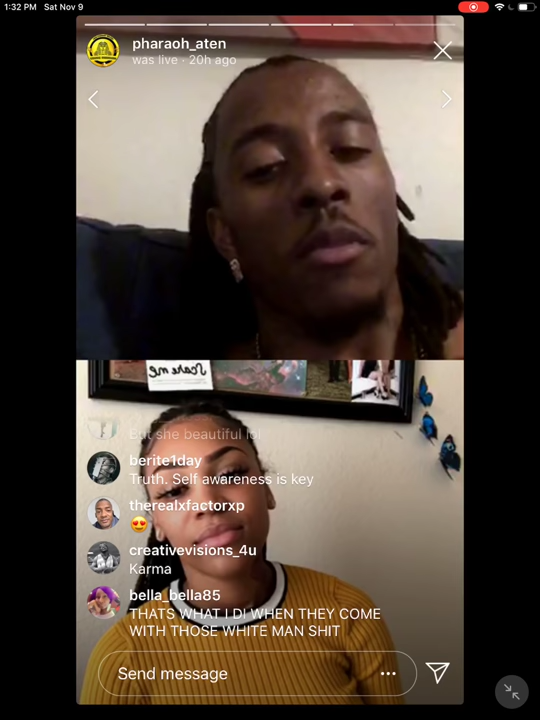 1:32 PM Sat Nov 9
pharaoh_aten
was live · 20h ago
Scare me
But she beautiful lol
berite1day
Truth. Self awareness is key
therealxfactorxp
😍
creativevisions_4u
Karma
bella_bella85
THATS WHAT I DI WHEN THEY COME
WITH THOSE WHITE MAN SHIT
Send message